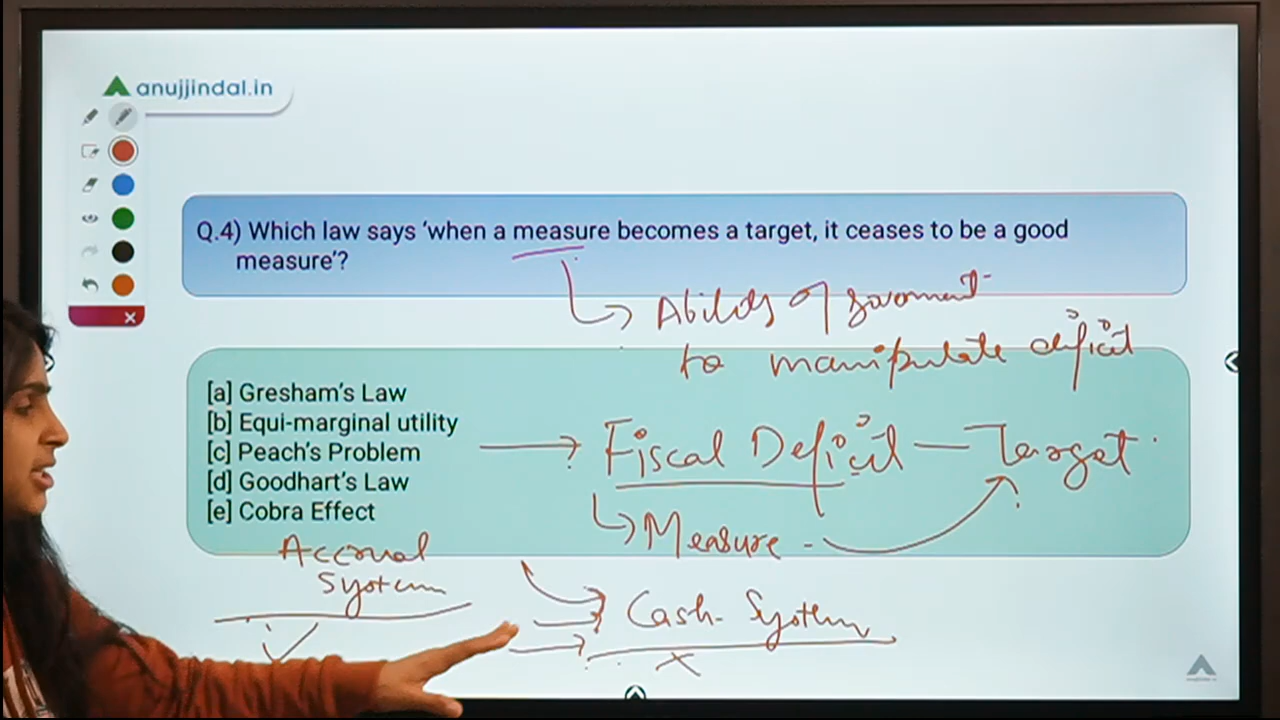 anujjindal.in
Q.4) Which law says 'when a measure becomes a target, it ceases to be a good
measure'?
Ability of government
to manipulate deficit
[a] Gresham's Law
[b] Equi-marginal utility
[c] Peach's Problem
[d] Goodhart's Law
[e] Cobra Effect
Fiscal Deficit — Target
Measure -
Accrual
System
Cash System